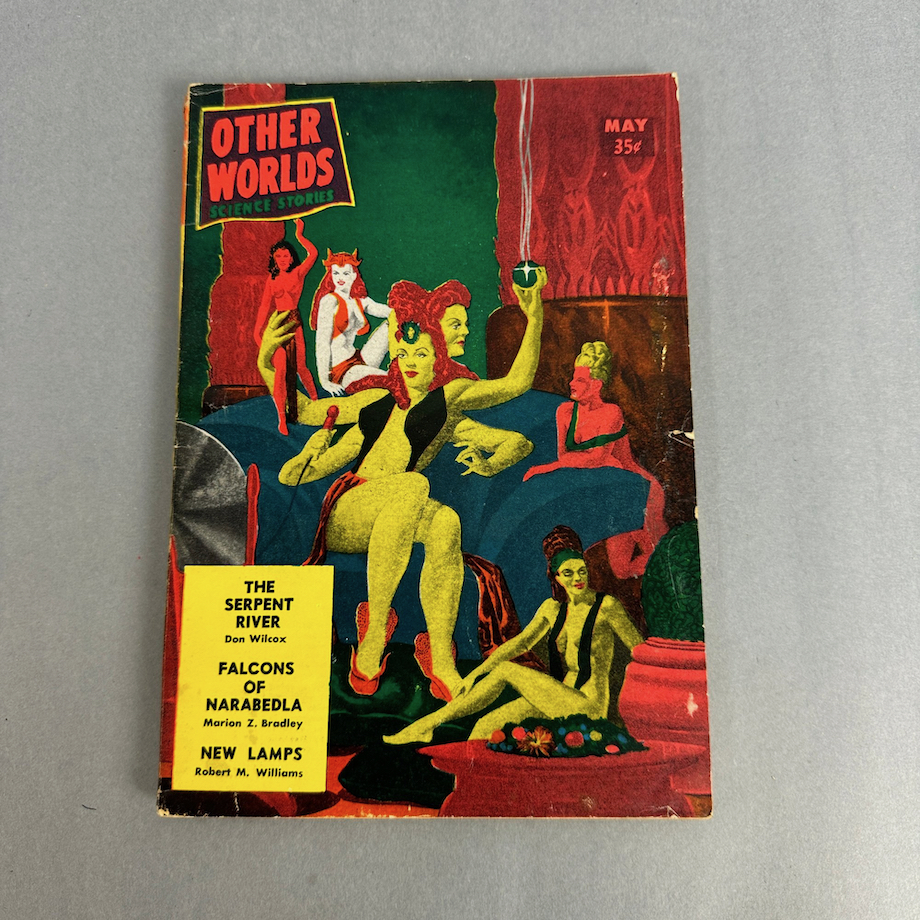 OTHER
WORLDS
SCIENCE STORIES
MAY
35¢
THE
SERPENT
RIVER
Don Wilcox
FALCONS
OF
NARABEDLA
Marion Z. Bradley
NEW LAMPS
Robert M. Williams